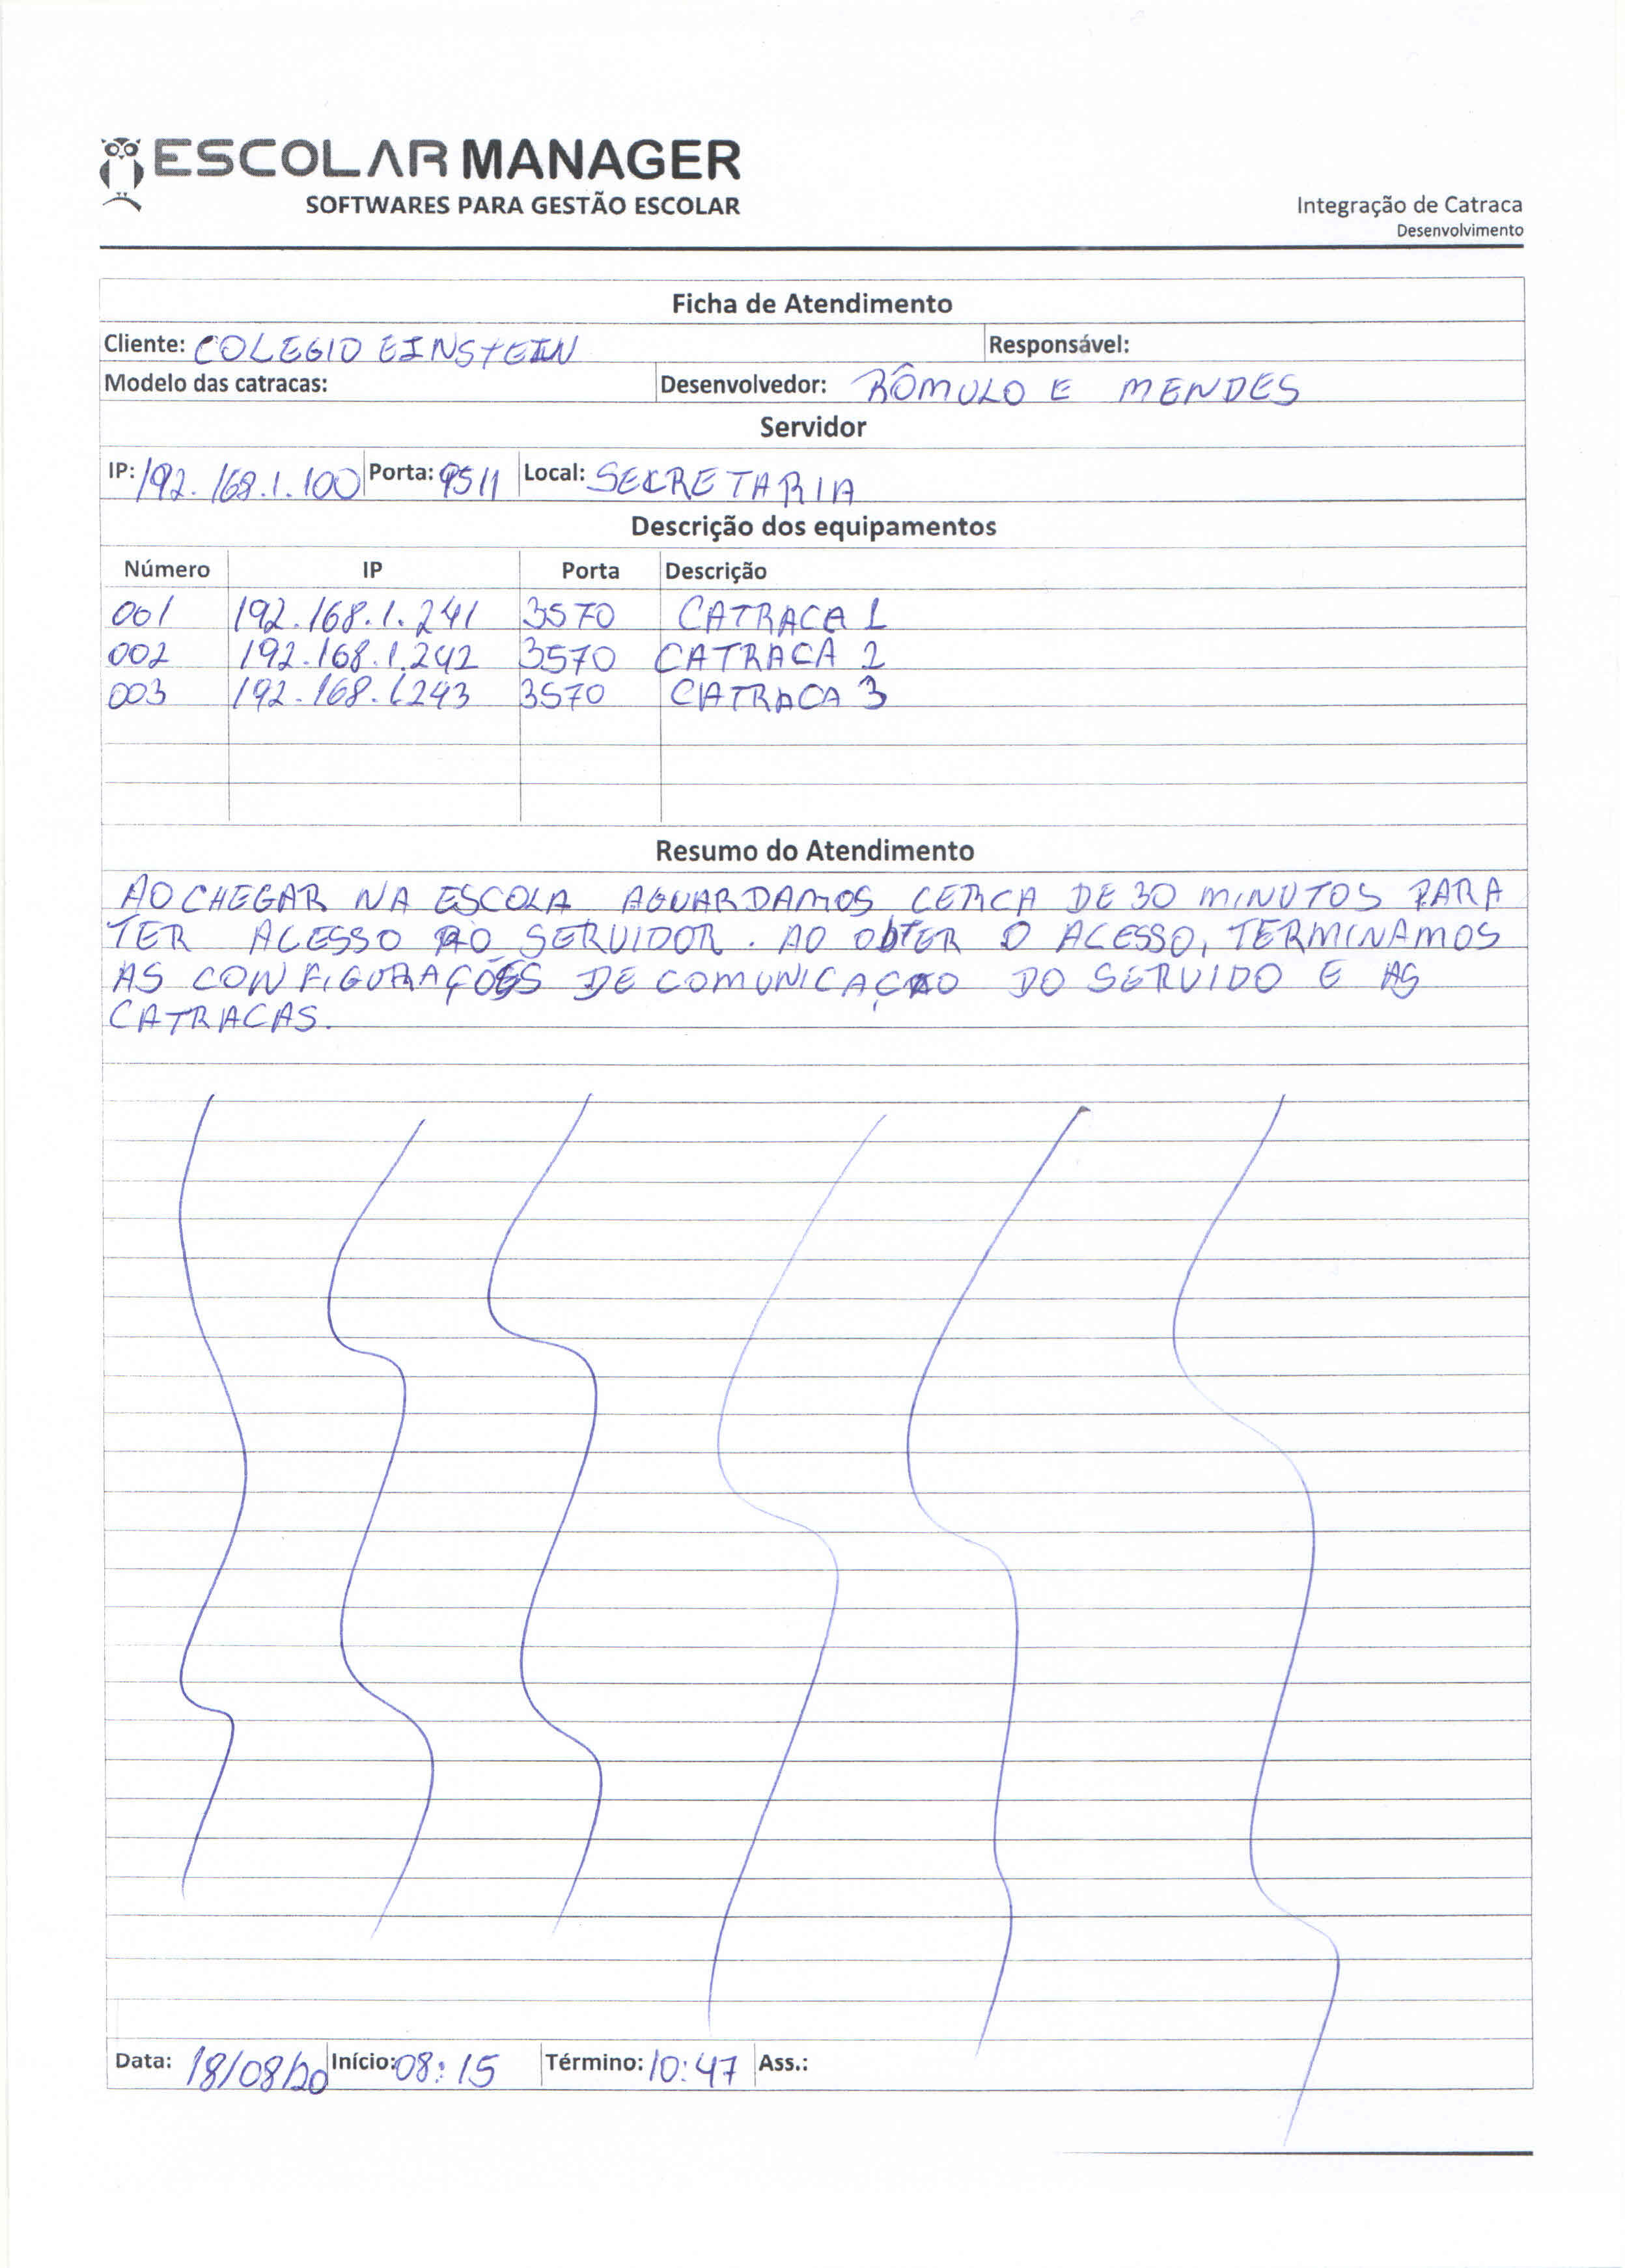 ESCOLAR MANAGER
SOFTWARES PARA GESTÃO ESCOLAR
Integração de Catraca
Desenvolvimento
Ficha de Atendimento
Cliente: COLEGIO EINSTEIN Responsável:
Modelo das catracas: Desenvolvedor: RÔMULO E MENDES
Servidor
IP: 192.168.1.100 Porta: 9511 Local: SECRETARIA
Descrição dos equipamentos
Número IP Porta Descrição
001 192.168.1.241 3570 CATRACA 1
002 192.168.1.242 3570 CATRACA 2
003 192.168.1243 3570 CATRACA 3
Resumo do Atendimento
AO CHEGAR NA ESCOLA AGUARDAMOS CERCA DE 30 MINUTOS PARA
TER ACESSO AO SERVIDOR. AO OBTER O ACESSO, TERMINAMOS
AS CONFIGURAÇÕES DE COMUNICAÇÃO DO SERVIDO E AS
CATRACAS.
Data: 18/08/20 Início: 08:15 Término: 10:47 Ass.: